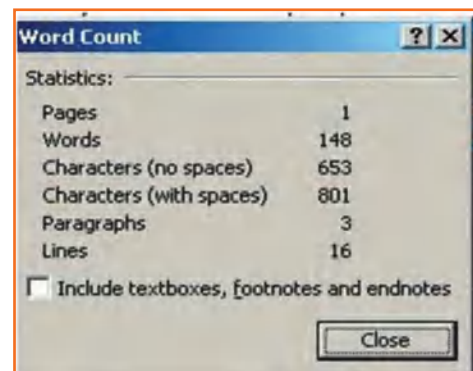 Word Count
Statistics:
Pages 1
Words 148
Characters (no spaces) 653
Characters (with spaces) 801
Paragraphs 3
Lines 16
Include textboxes, footnotes and endnotes
Close